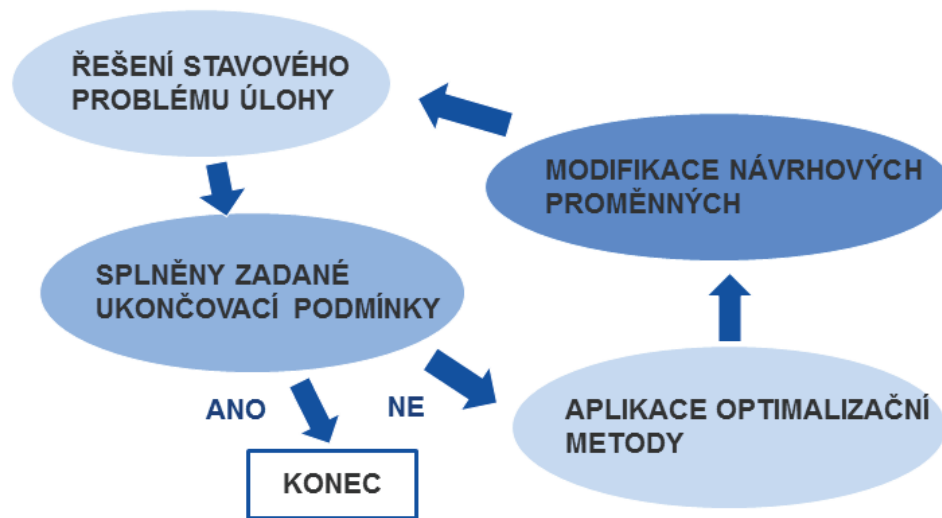 ŘEŠENÍ STAVOVÉHO
PROBLÉMU ÚLOHY
MODIFIKACE NÁVRHOVÝCH
PROMĚNNÝCH
SPLNĚNY ZADANÉ
UKONČOVACÍ PODMÍNKY
ANO
NE
APLIKACE OPTIMALIZAČNÍ
METODY
KONEC